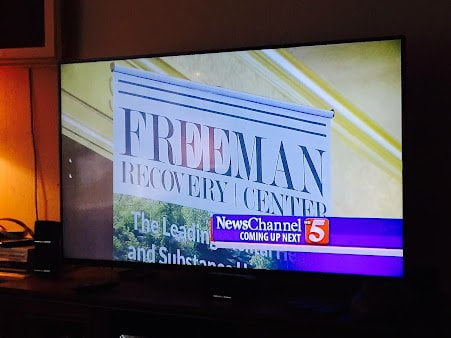 FREEMAN
RECOVERY | CENTER
The Leading
and Substance
NewsChannel 5
COMING UP NEXT